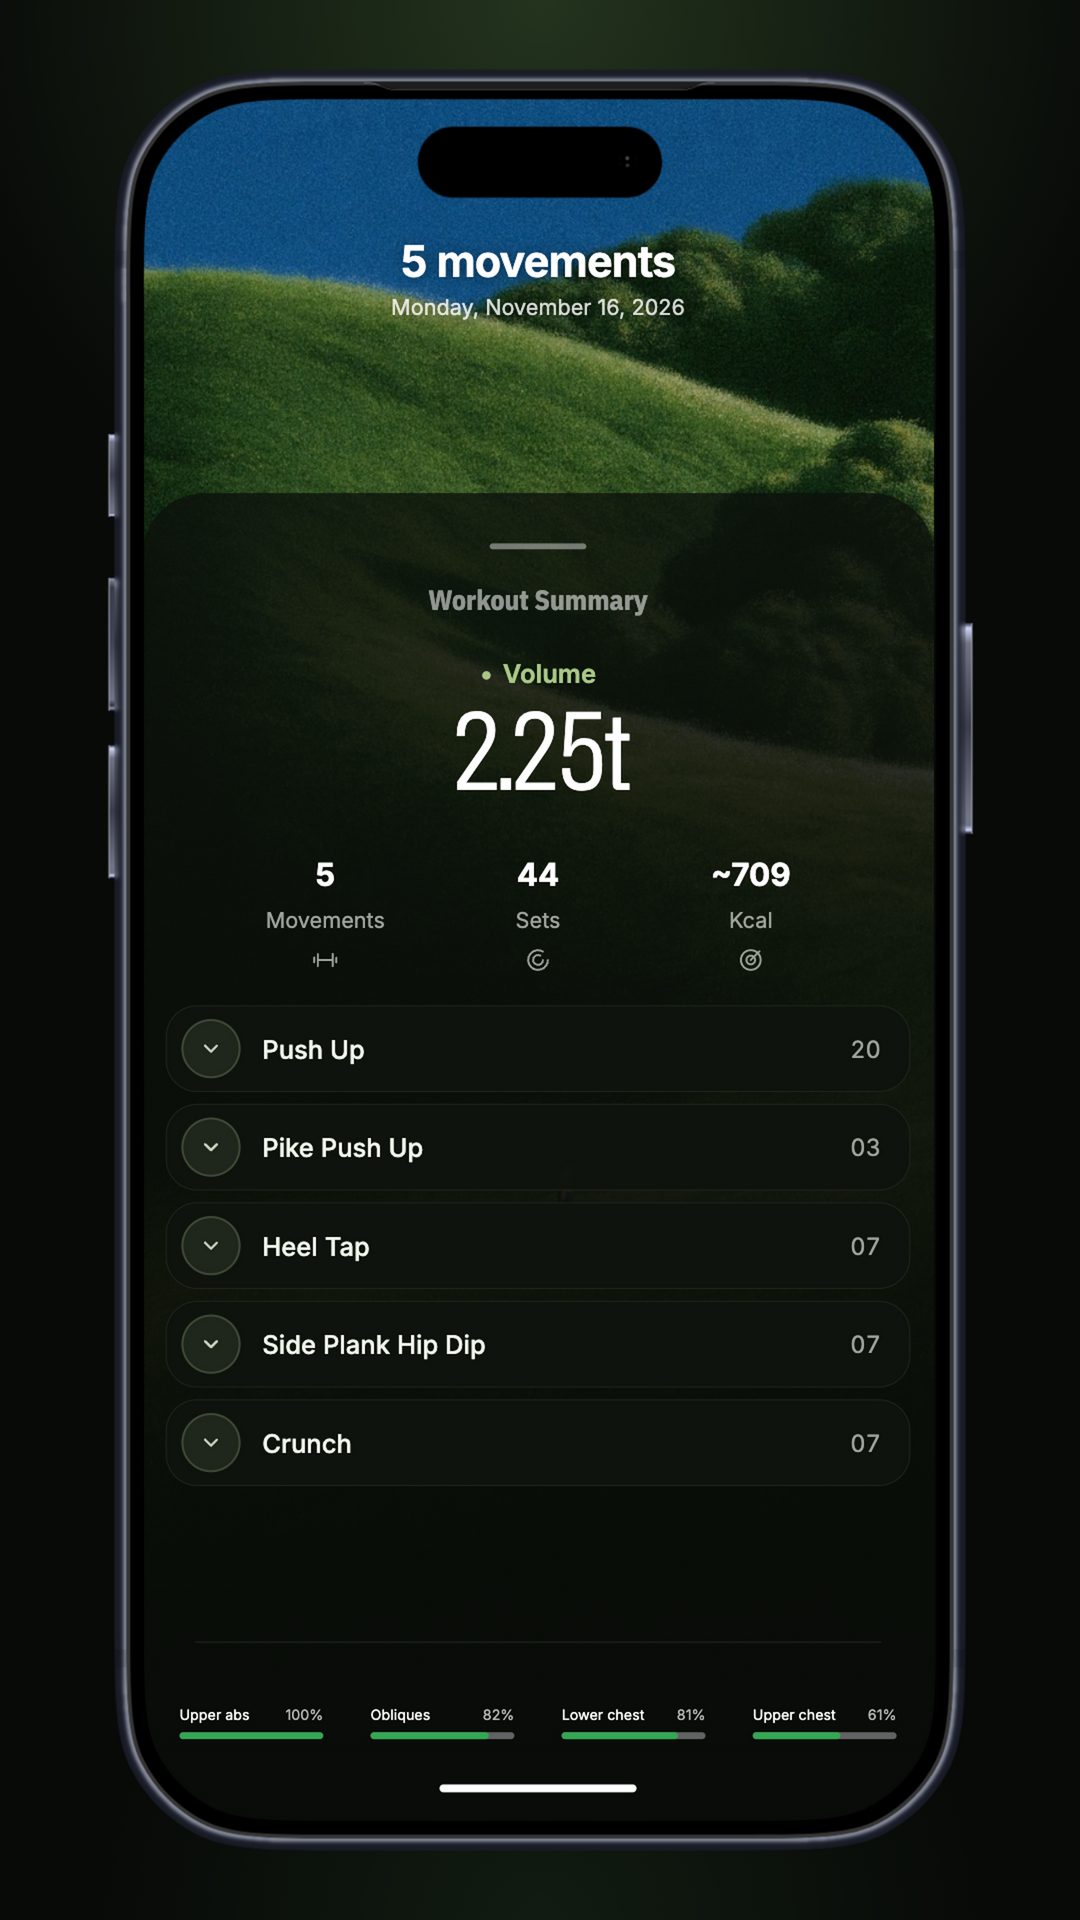 5 movements
Monday, November 16, 2026
Workout Summary
• Volume
2.25t
5 44 ~709
Movements Sets Kcal
Push Up 20
Pike Push Up 03
Heel Tap 07
Side Plank Hip Dip 07
Crunch 07
Upper abs 100% Obliques 82% Lower chest 81% Upper chest 61%